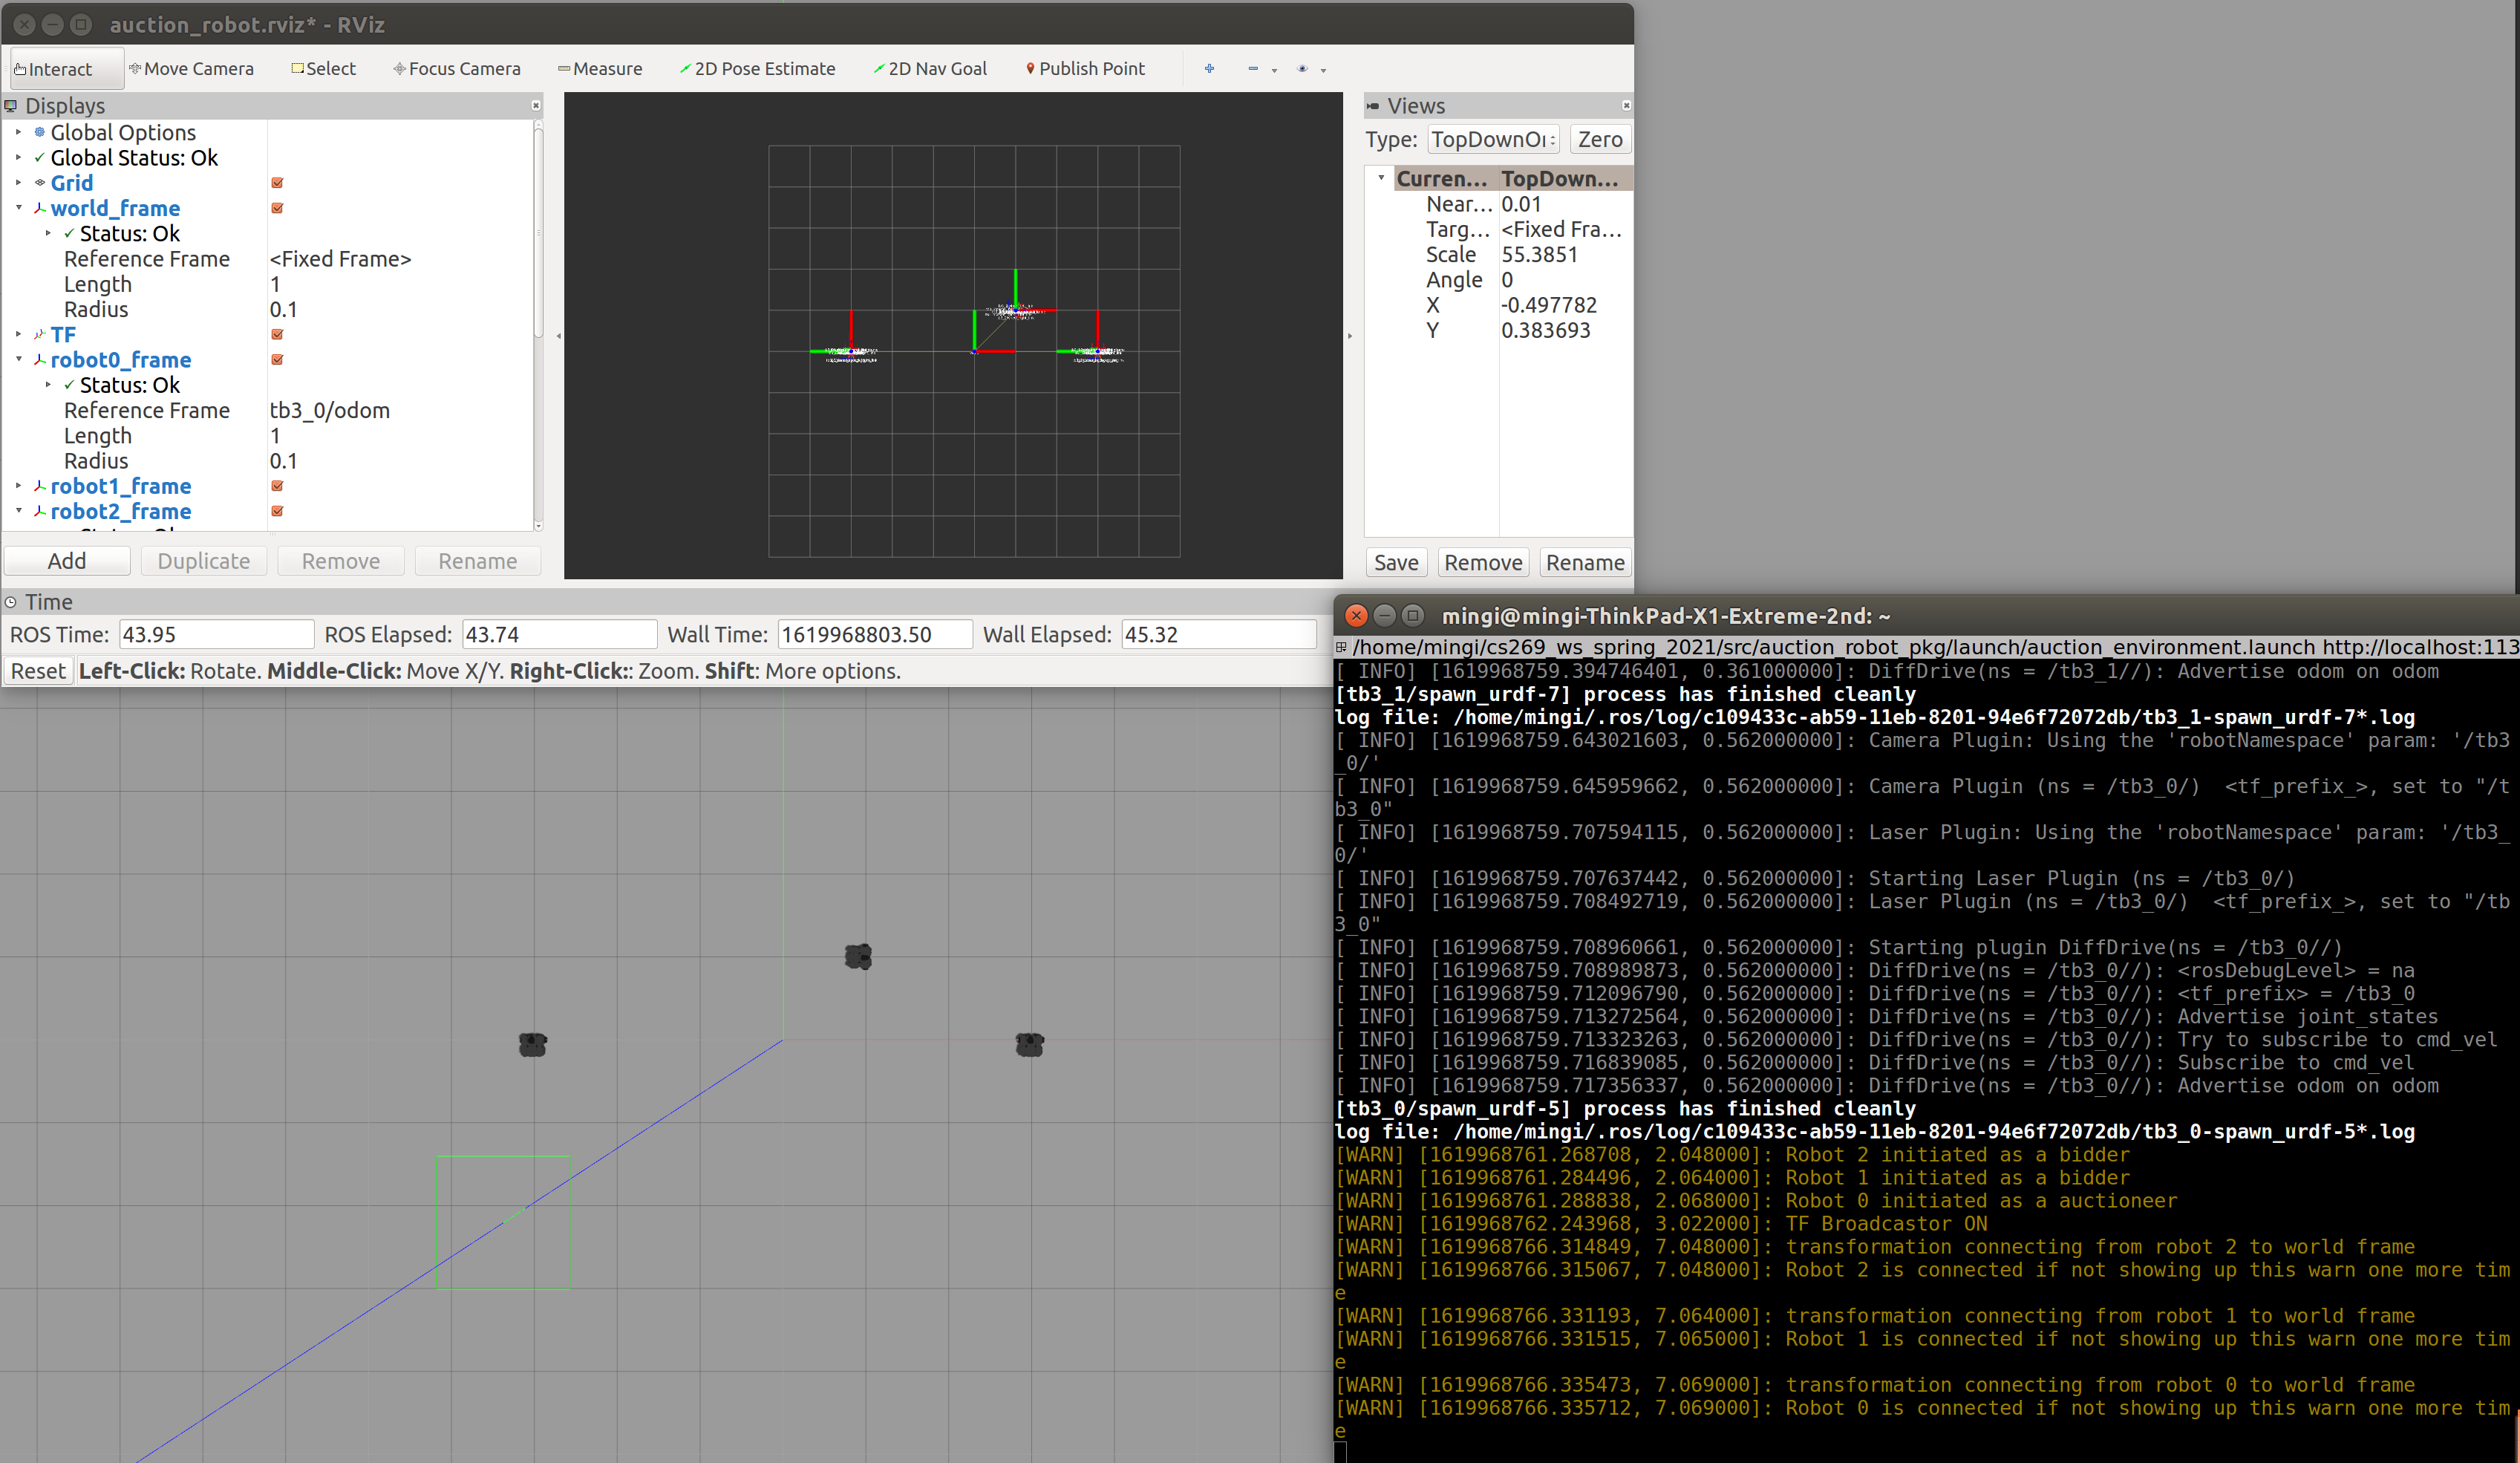 auction_robot.rviz* - RViz
Interact Move Camera Select Focus Camera Measure 2D Pose Estimate 2D Nav Goal Publish Point
Displays
Global Options
Global Status: Ok
Grid
world_frame
Status: Ok
Reference Frame <Fixed Frame>
Length 1
Radius 0.1
TF
robot0_frame
Status: Ok
Reference Frame tb3_0/odom
Length 1
Radius 0.1
robot1_frame
robot2_frame
Add Duplicate Remove Rename
Views
Type: TopDownOr Zero
Curren... TopDown...
Near... 0.01
Targ... <Fixed Fra...
Scale 55.3851
Angle 0
X -0.497782
Y 0.383693
Save Remove Rename
Time
ROS Time: 43.95 ROS Elapsed: 43.74 Wall Time: 1619968803.50 Wall Elapsed: 45.32
Reset Left-Click: Rotate. Middle-Click: Move X/Y. Right-Click:: Zoom. Shift: More options.
mingi@mingi-ThinkPad-X1-Extreme-2nd: ~
/home/mingi/cs269_ws_spring_2021/src/auction_robot_pkg/launch/auction_environment.launch http://localhost:113
[ INFO] [1619968759.394746401, 0.361000000]: DiffDrive(ns = /tb3_1//): Advertise odom on odom
[tb3_1/spawn_urdf-7] process has finished cleanly
log file: /home/mingi/.ros/log/c109433c-ab59-11eb-8201-94e6f72072db/tb3_1-spawn_urdf-7*.log
[ INFO] [1619968759.643021603, 0.562000000]: Camera Plugin: Using the 'robotNamespace' param: '/tb3
_0/'
[ INFO] [1619968759.645959662, 0.562000000]: Camera Plugin (ns = /tb3_0/)  <tf_prefix_>, set to "/t
b3_0"
[ INFO] [1619968759.707594115, 0.562000000]: Laser Plugin: Using the 'robotNamespace' param: '/tb3_
0/'
[ INFO] [1619968759.707637442, 0.562000000]: Starting Laser Plugin (ns = /tb3_0/)
[ INFO] [1619968759.708492719, 0.562000000]: Laser Plugin (ns = /tb3_0/)  <tf_prefix_>, set to "/tb
3_0"
[ INFO] [1619968759.708960661, 0.562000000]: Starting plugin DiffDrive(ns = /tb3_0//)
[ INFO] [1619968759.708989873, 0.562000000]: DiffDrive(ns = /tb3_0//): <rosDebugLevel> = na
[ INFO] [1619968759.712096790, 0.562000000]: DiffDrive(ns = /tb3_0//): <tf_prefix> = /tb3_0
[ INFO] [1619968759.713272564, 0.562000000]: DiffDrive(ns = /tb3_0//): Advertise joint_states
[ INFO] [1619968759.713323263, 0.562000000]: DiffDrive(ns = /tb3_0//): Try to subscribe to cmd_vel
[ INFO] [1619968759.716839085, 0.562000000]: DiffDrive(ns = /tb3_0//): Subscribe to cmd_vel
[ INFO] [1619968759.717356337, 0.562000000]: DiffDrive(ns = /tb3_0//): Advertise odom on odom
[tb3_0/spawn_urdf-5] process has finished cleanly
log file: /home/mingi/.ros/log/c109433c-ab59-11eb-8201-94e6f72072db/tb3_0-spawn_urdf-5*.log
[WARN] [1619968761.268708, 2.048000]: Robot 2 initiated as a bidder
[WARN] [1619968761.284496, 2.064000]: Robot 1 initiated as a bidder
[WARN] [1619968761.288838, 2.068000]: Robot 0 initiated as a auctioneer
[WARN] [1619968762.243968, 3.022000]: TF Broadcastor ON
[WARN] [1619968766.314849, 7.048000]: transformation connecting from robot 2 to world frame
[WARN] [1619968766.315067, 7.048000]: Robot 2 is connected if not showing up this warn one more tim
e
[WARN] [1619968766.331193, 7.064000]: transformation connecting from robot 1 to world frame
[WARN] [1619968766.331515, 7.065000]: Robot 1 is connected if not showing up this warn one more tim
e
[WARN] [1619968766.335473, 7.069000]: transformation connecting from robot 0 to world frame
[WARN] [1619968766.335712, 7.069000]: Robot 0 is connected if not showing up this warn one more tim
e